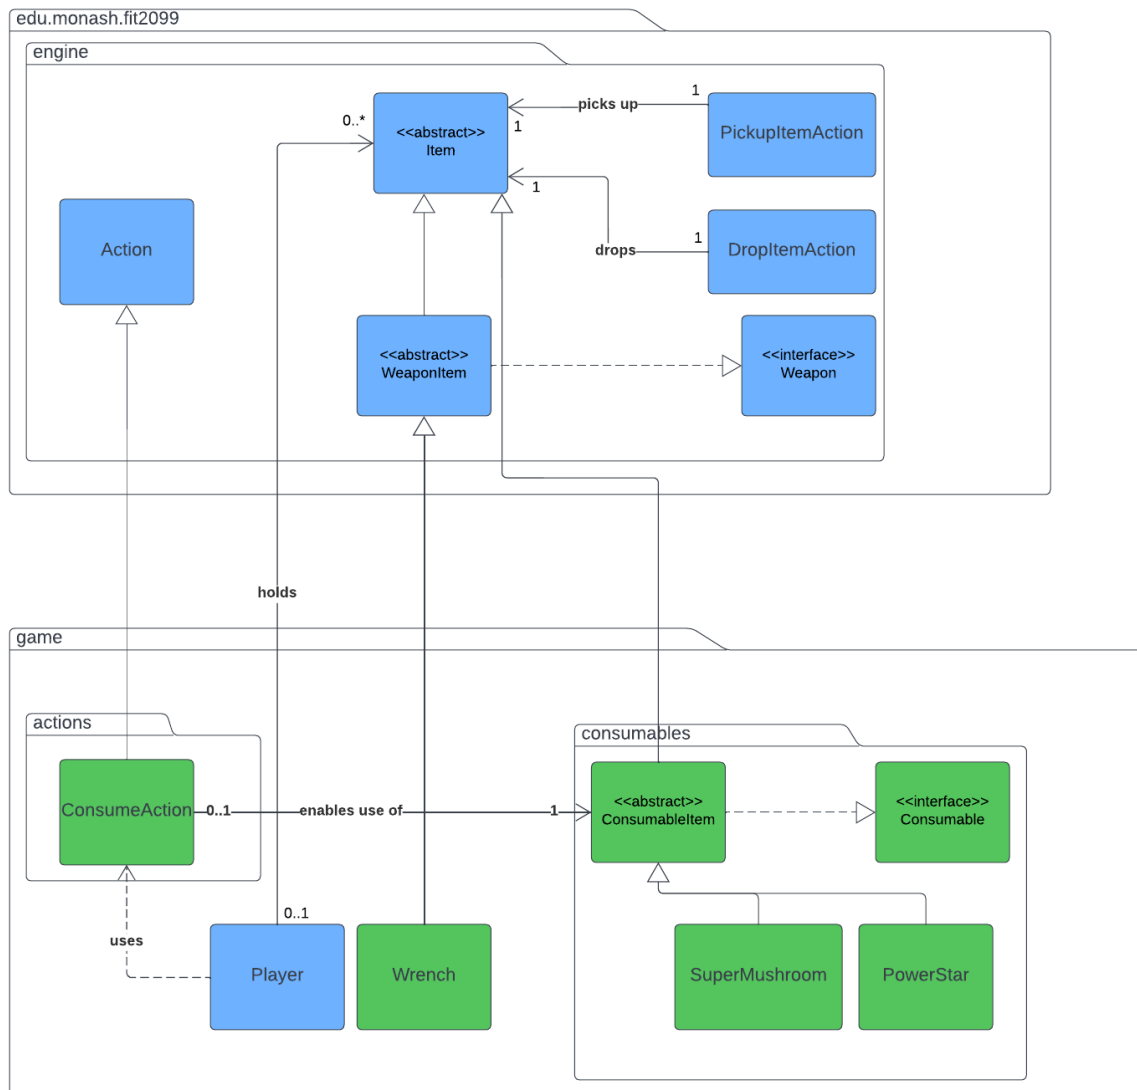 edu.monash.fit2099
engine
<<abstract>>
Item
0..*
1
picks up
1
PickupItemAction
1
drops
1
DropItemAction
Action
<<abstract>>
WeaponItem
<<interface>>
Weapon
holds
game
actions
ConsumeAction
0..1
enables use of
1
consumables
<<abstract>>
ConsumableItem
<<interface>>
Consumable
uses
0..1
Player
Wrench
SuperMushroom
PowerStar